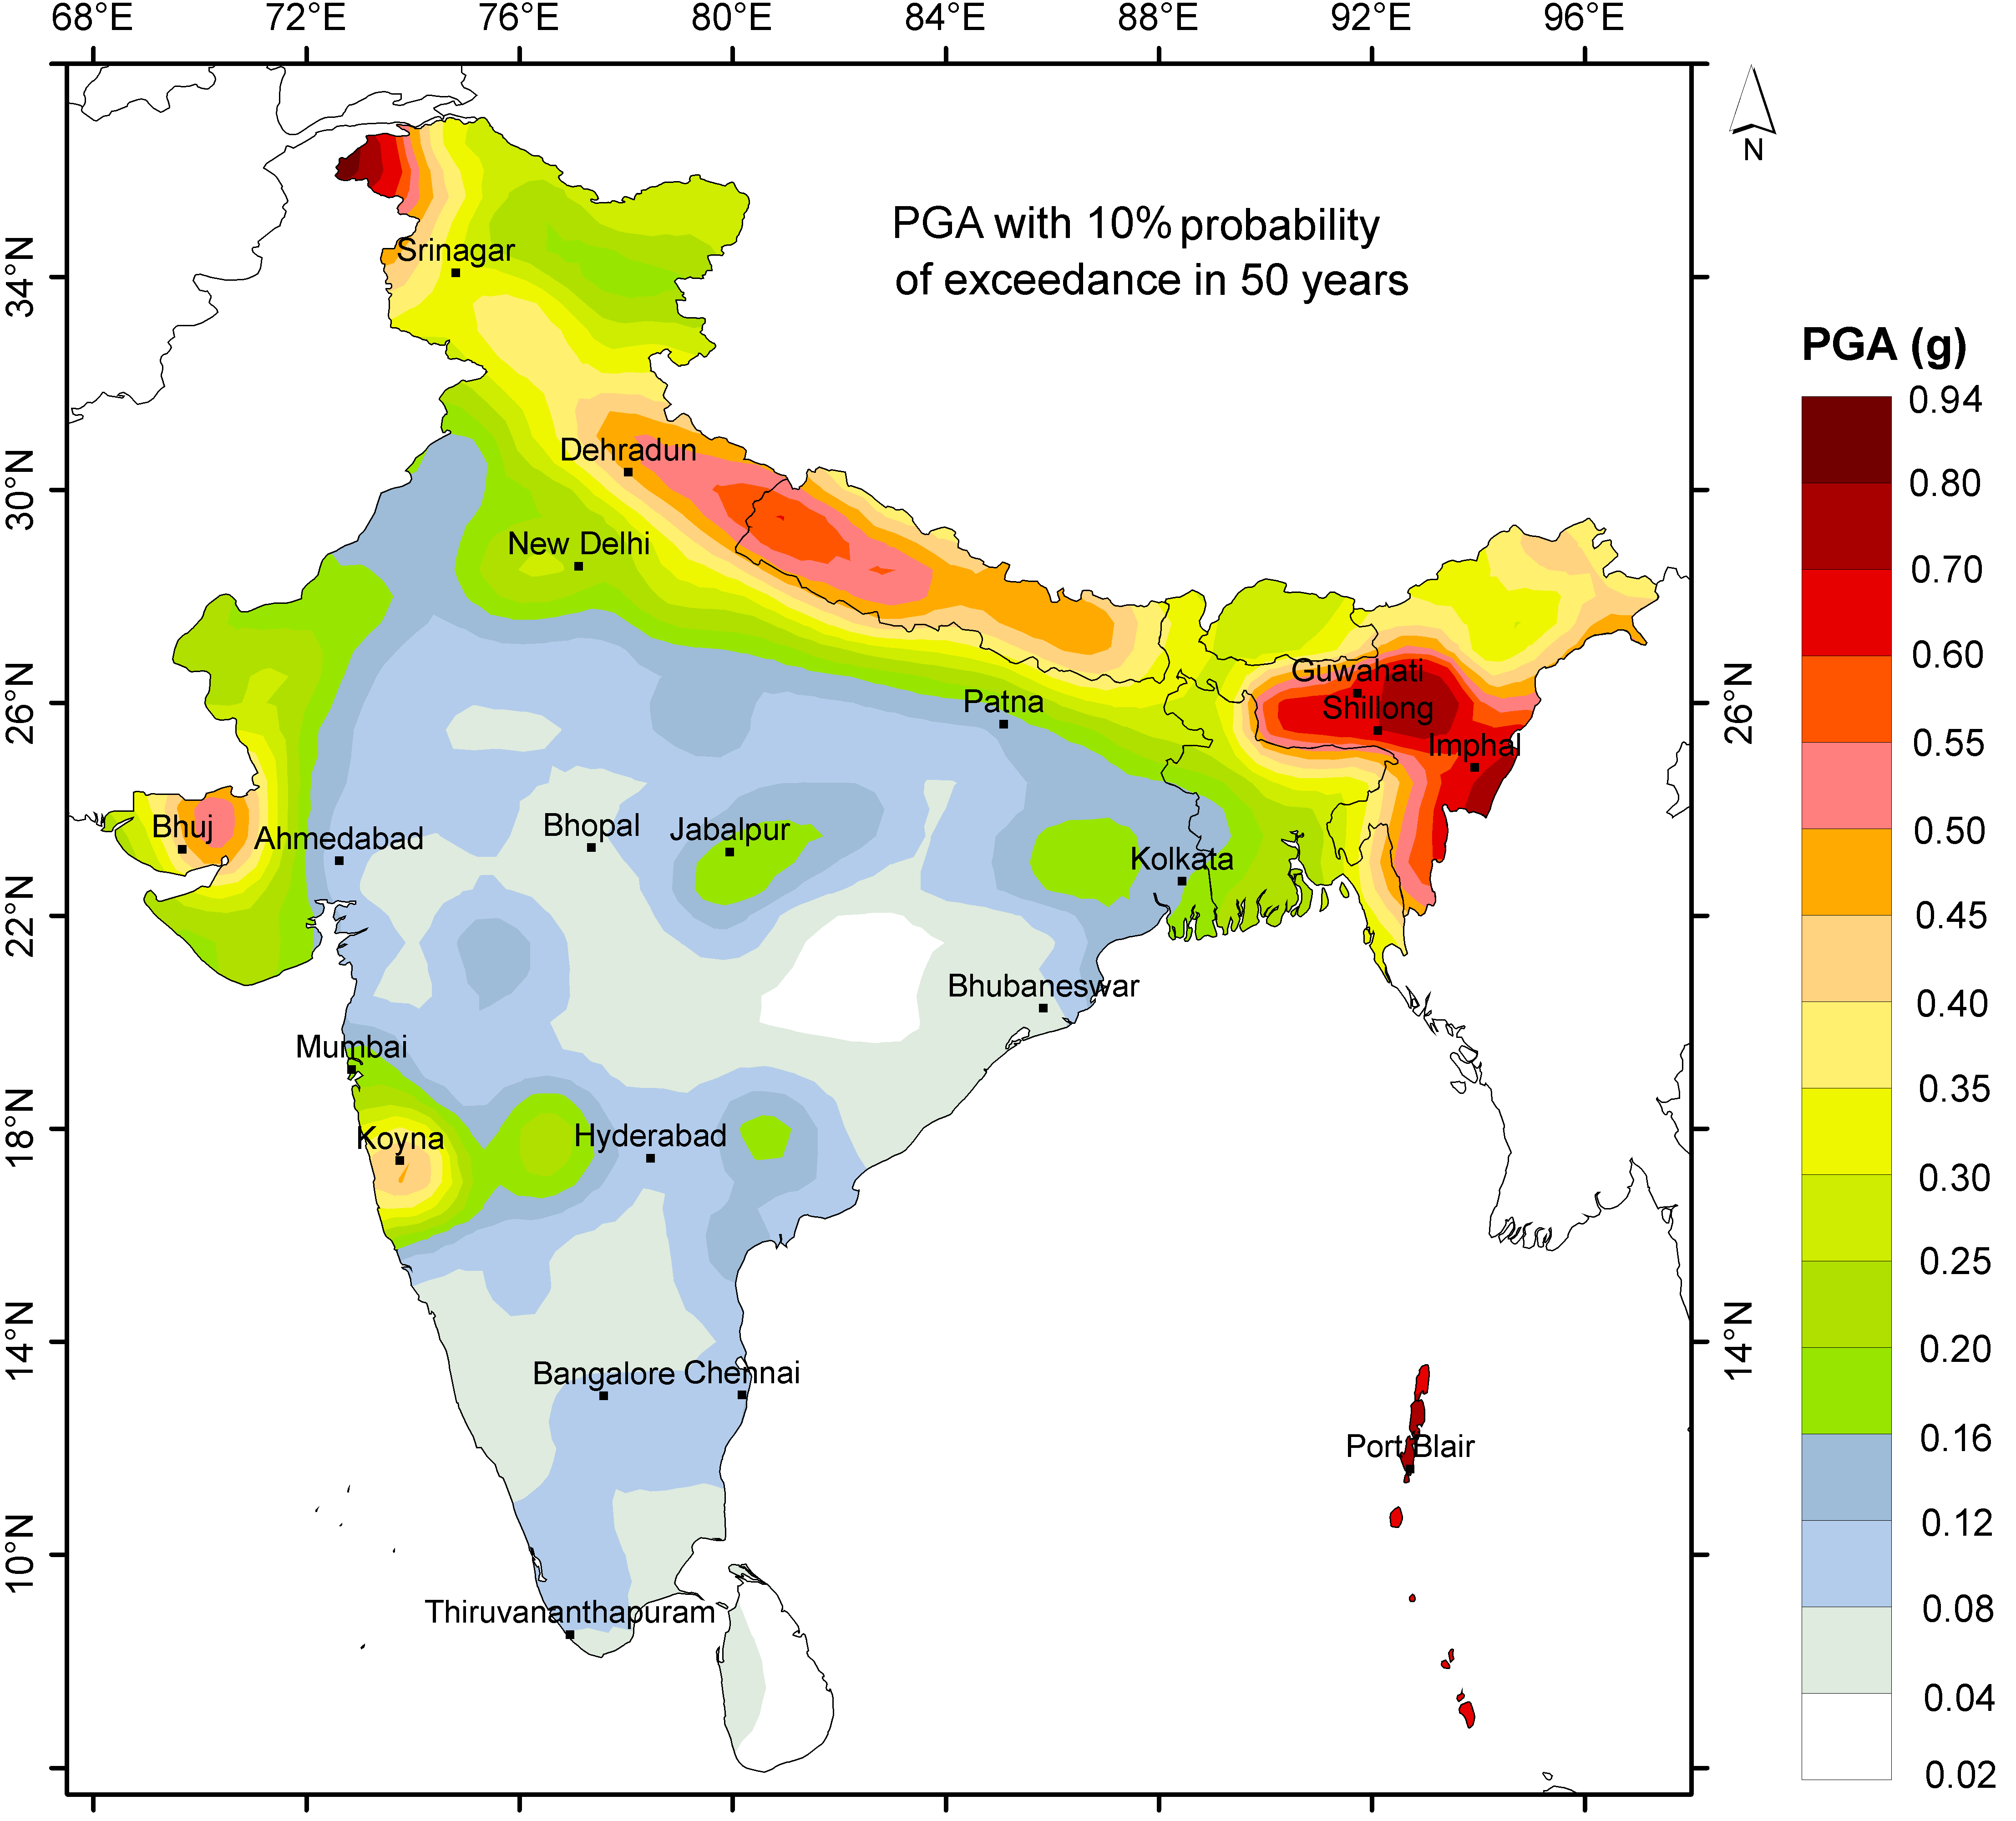 68°E 72°E 76°E 80°E 84°E 88°E 92°E 96°E
N
PGA with 10% probability
of exceedance in 50 years
34°N
30°N
26°N
22°N
18°N
14°N
10°N
26°N
14°N
Srinagar
Dehradun
New Delhi
Guwahati
Patna
Shillong
Imphal
Bhuj
Ahmedabad
Bhopal
Jabalpur
Kolkata
Bhubaneswar
Mumbai
Koyna
Hyderabad
Bangalore
Chennai
Port Blair
Thiruvananthapuram
PGA (g)
0.94
0.80
0.70
0.60
0.55
0.50
0.45
0.40
0.35
0.30
0.25
0.20
0.16
0.12
0.08
0.04
0.02